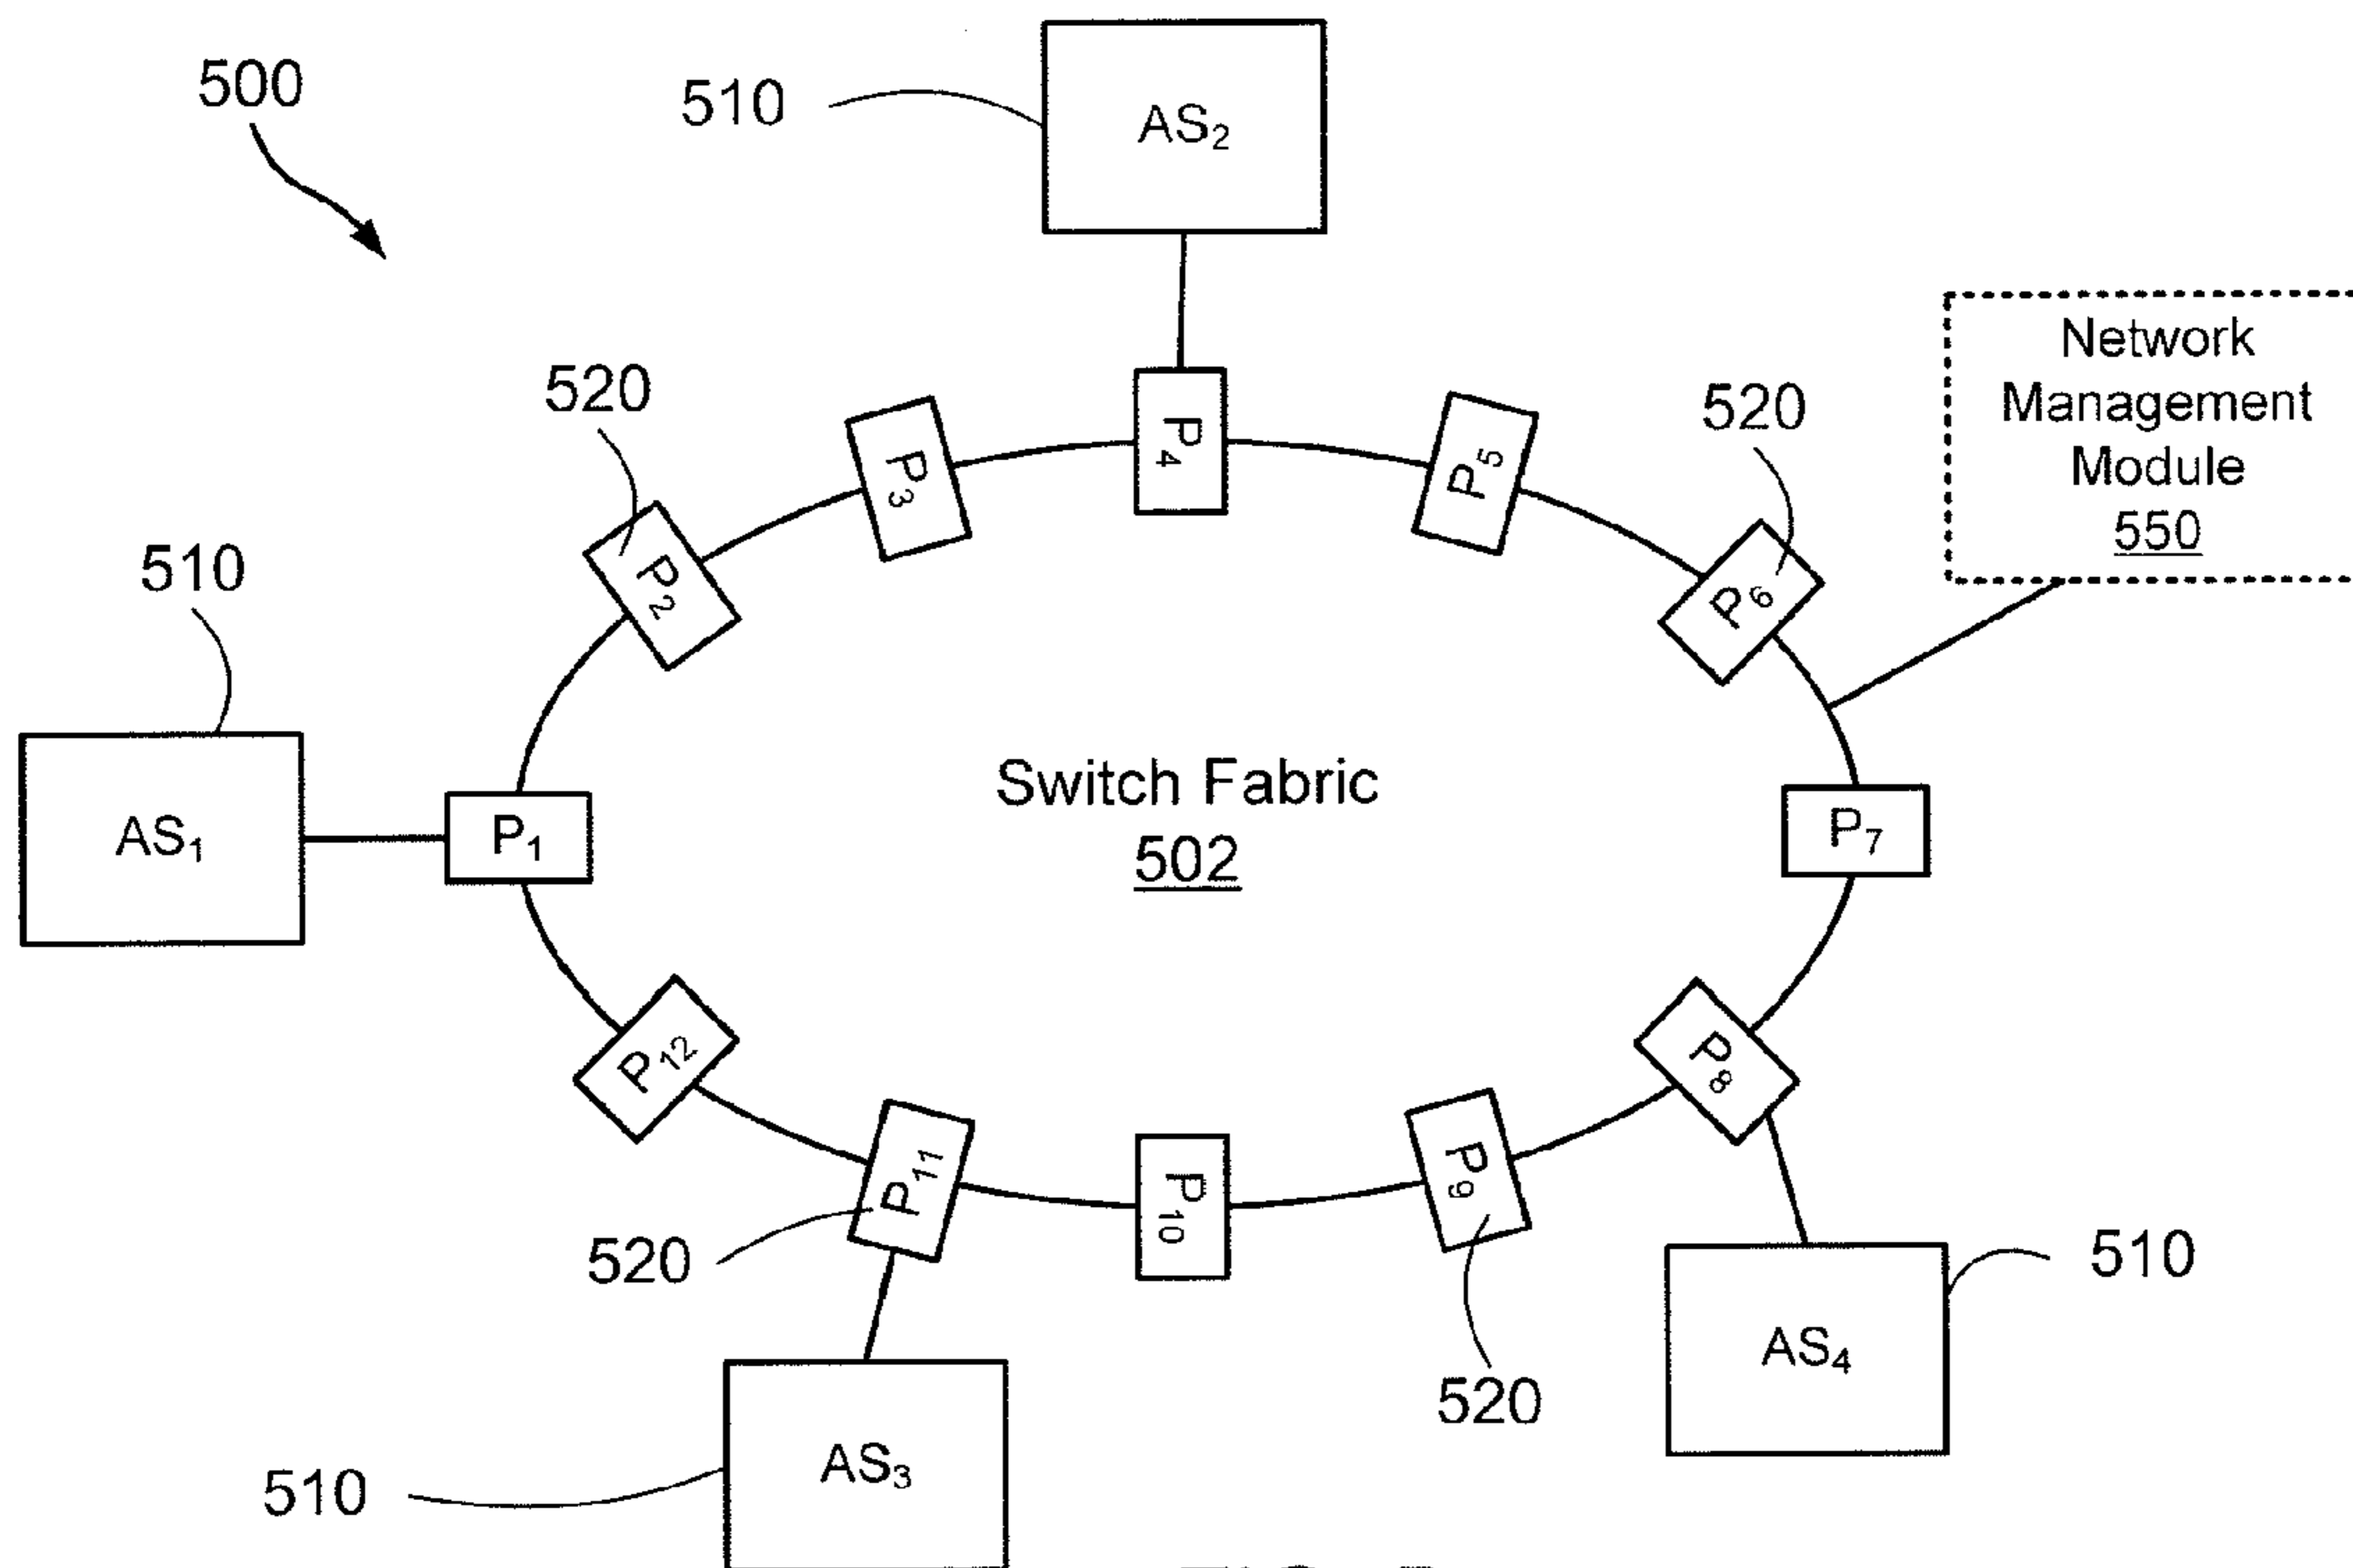 500
510
AS₂
Network
Management
Module
550
520
520
P₄
P₃
P₅
510
P₂
P₆
Switch Fabric
502
AS₁
P₁
P₇
P₁₂
P₈
P₁₁
P₁₀
P₉
520
510
520
AS₄
AS₃
510